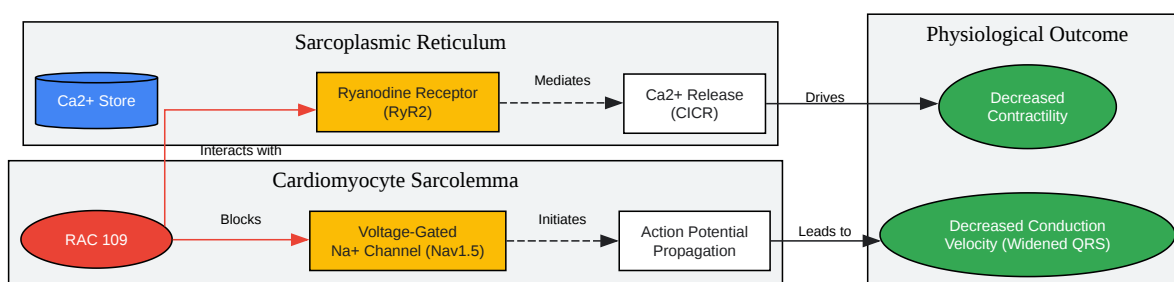 Sarcoplasmic Reticulum
Ca2+ Store
Ryanodine Receptor
(RyR2)
Mediates
Ca2+ Release
(CICR)
Drives
Interacts with
Cardiomyocyte Sarcolemma
RAC 109
Blocks
Voltage-Gated
Na+ Channel (Nav1.5)
Initiates
Action Potential
Propagation
Leads to
Physiological Outcome
Decreased
Contractility
Decreased Conduction
Velocity (Widened QRS)